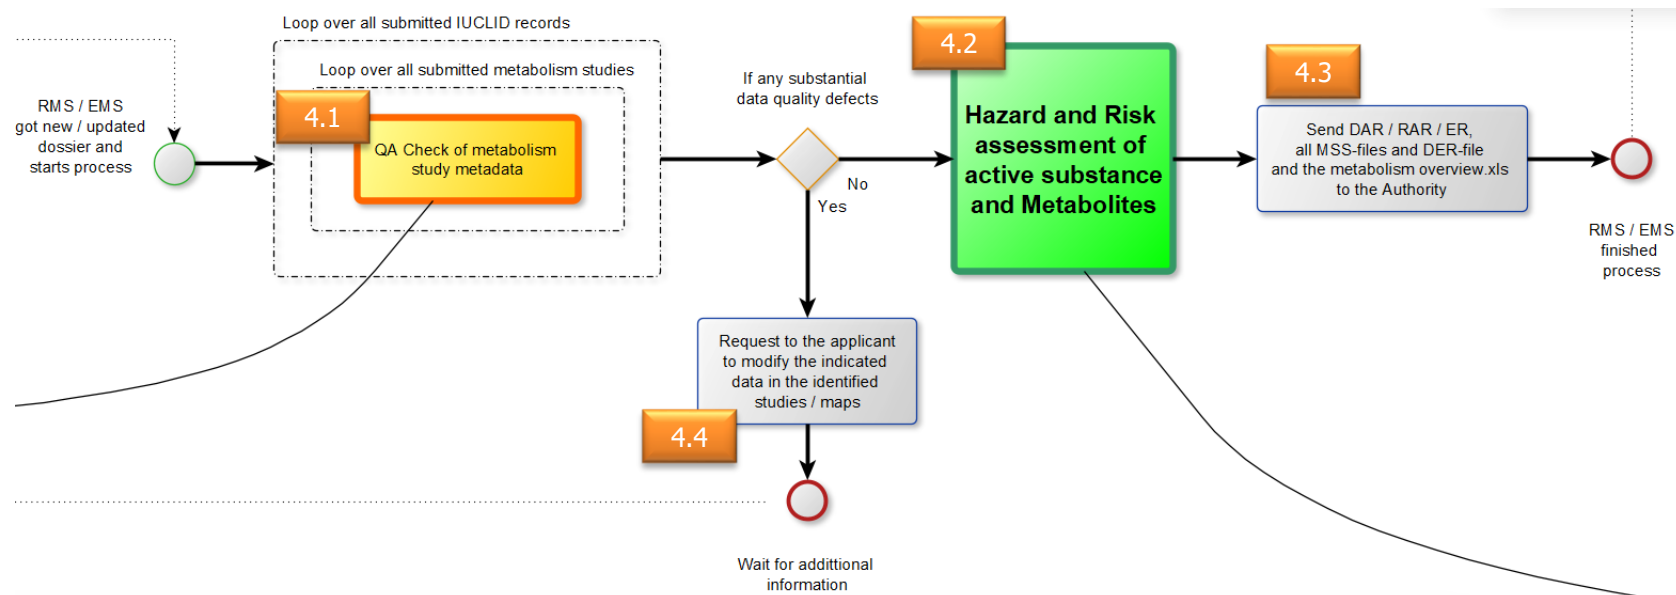 Loop over all submitted IUCLID records
Loop over all submitted metabolism studies
RMS / EMS
got new / updated
dossier and
starts process
4.1
QA Check of metabolism
study metadata
If any substantial
data quality defects
No
Yes
4.2
Hazard and Risk
assessment of
active substance
and Metabolites
4.3
Send DAR / RAR / ER,
all MSS-files and DER-file
and the metabolism overview.xls
to the Authority
RMS / EMS
finished
process
Request to the applicant
to modify the indicated
data in the identified
studies / maps
4.4
Wait for addittional
information